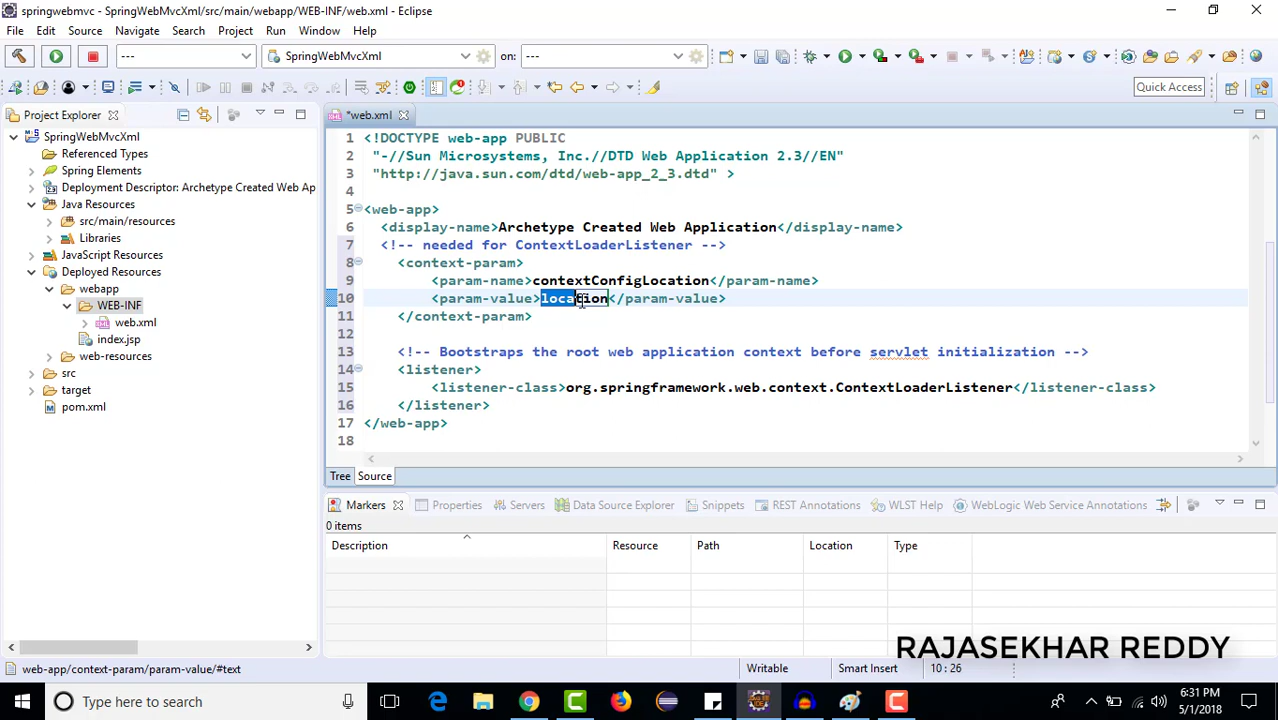 springwebmvc - SpringWebMvcXml/src/main/webapp/WEB-INF/web.xml - Eclipse
File Edit Source Navigate Search Project Run Window Help
--- SpringWebMvcXml on: ---
Quick Access
Project Explorer
SpringWebMvcXml
Referenced Types
Spring Elements
Deployment Descriptor: Archetype Created Web Ap
Java Resources
src/main/resources
Libraries
JavaScript Resources
Deployed Resources
webapp
WEB-INF
web.xml
index.jsp
web-resources
src
target
pom.xml
*web.xml
1 <!DOCTYPE web-app PUBLIC
2 "-//Sun Microsystems, Inc.//DTD Web Application 2.3//EN"
3 "http://java.sun.com/dtd/web-app_2_3.dtd" >
4
5 <web-app>
6 <display-name>Archetype Created Web Application</display-name>
7 <!-- needed for ContextLoaderListener -->
8 <context-param>
9 <param-name>contextConfigLocation</param-name>
10 <param-value>location</param-value>
11 </context-param>
12
13 <!-- Bootstraps the root web application context before servlet initialization -->
14 <listener>
15 <listener-class>org.springframework.web.context.ContextLoaderListener</listener-class>
16 </listener>
17 </web-app>
18
Tree Source
Markers Properties Servers Data Source Explorer Snippets REST Annotations WLST Help WebLogic Web Service Annotations
0 items
Description Resource Path Location Type
RAJASEKHAR REDDY
web-app/context-param/param-value/#text Writable Smart Insert 10 : 26
Type here to search
6:31 PM
5/1/2018